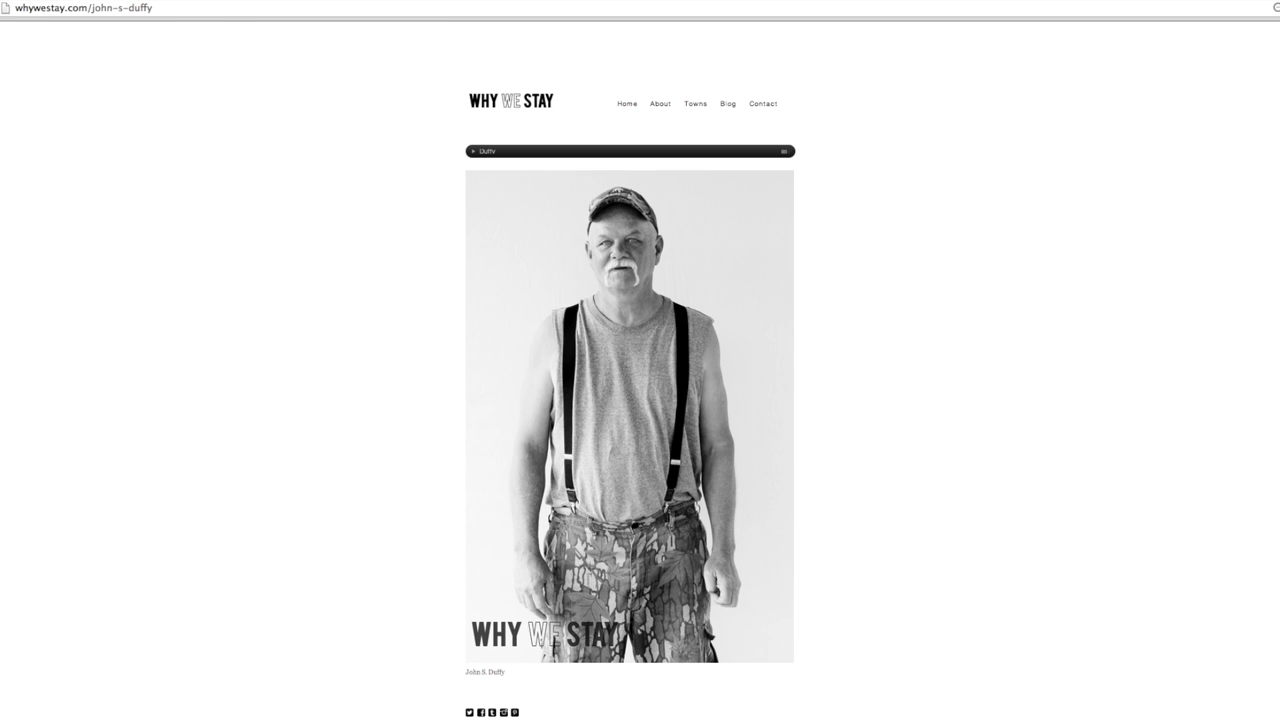 whywestay.com/john-s-duffy
WHY WE STAY
Home About Towns Blog Contact
Duffy
WHY WE STAY
John S. Duffy